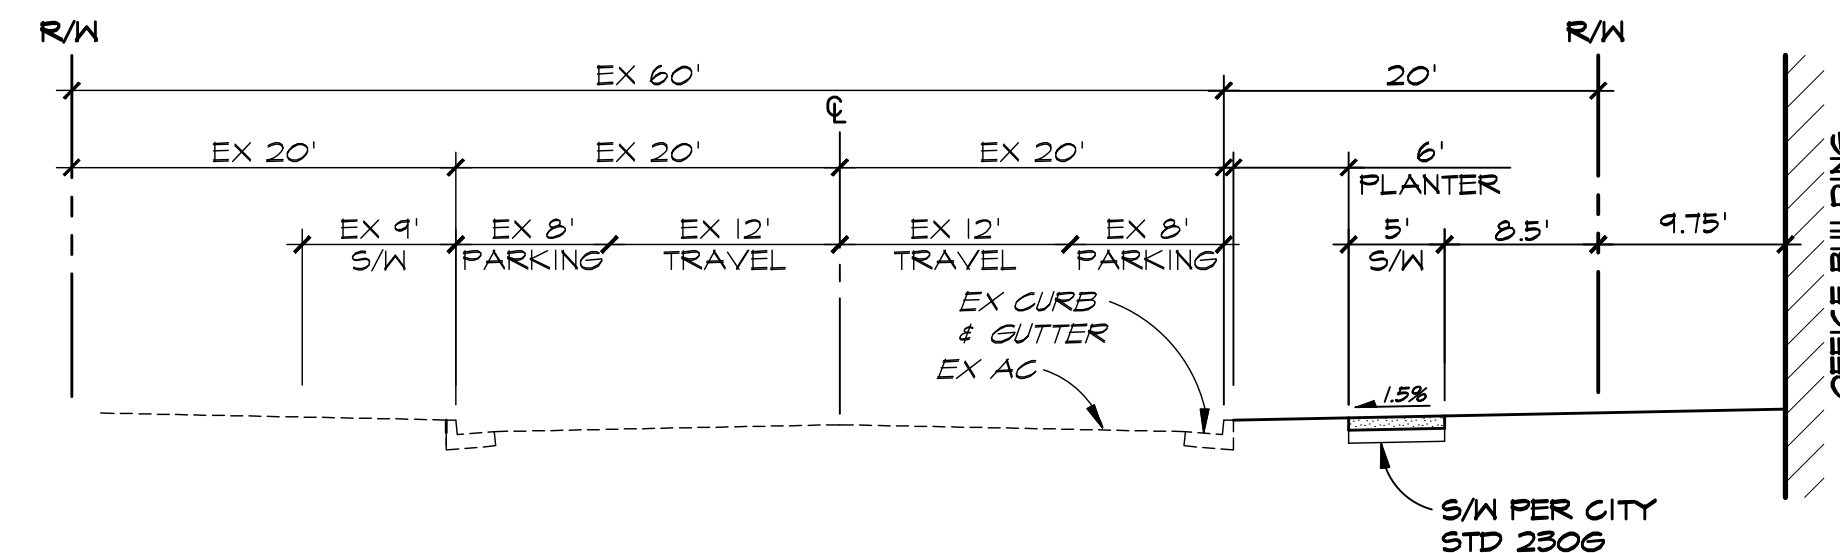 R/W
R/W
EX 60'
20'
℄
EX 20'
EX 20'
EX 20'
6'
PLANTER
EX 9'
S/W
EX 8'
PARKING
EX 12'
TRAVEL
EX 12'
TRAVEL
EX 8'
PARKING
5'
S/W
8.5'
9.75'
EX CURB
& GUTTER
EX AC
1.5%
OFFICE BUILDING
S/W PER CITY
STD 230G